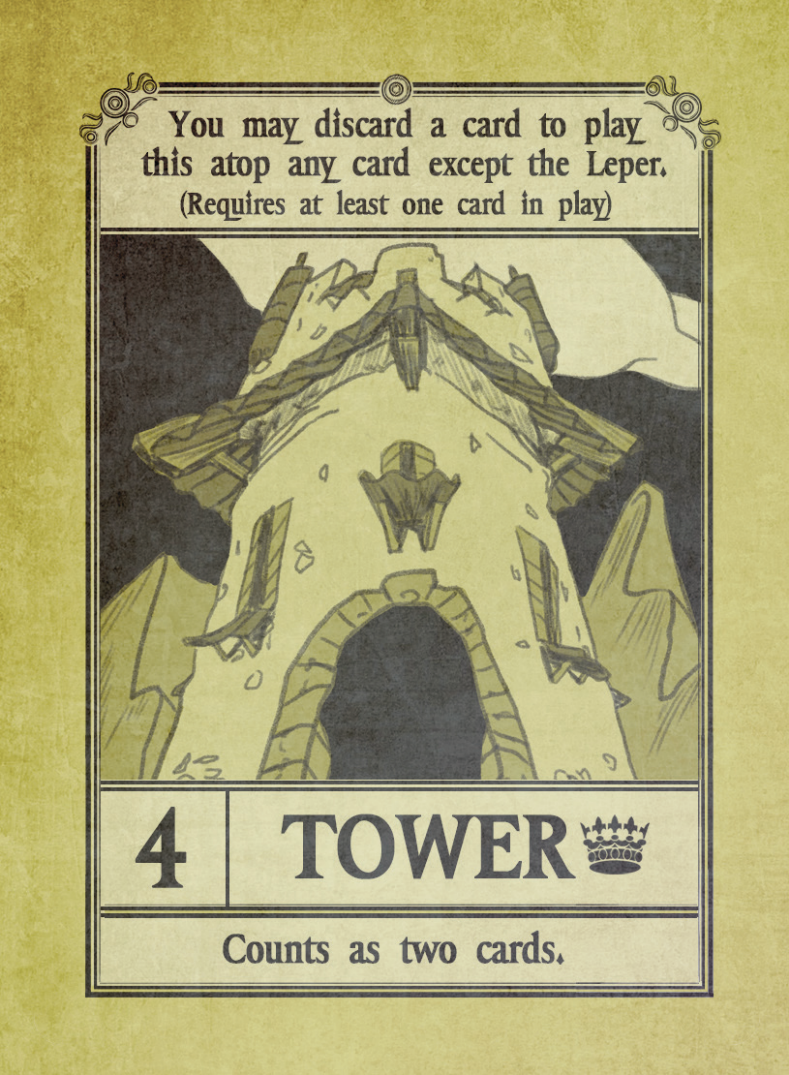 You may discard a card to play
this atop any card except the Leper.
(Requires at least one card in play)
4
TOWER
Counts as two cards.